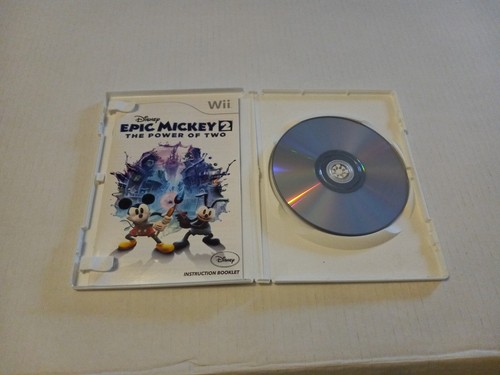 Wii
Disney
EPIC MICKEY 2
THE POWER OF TWO
Disney
INSTRUCTION BOOKLET